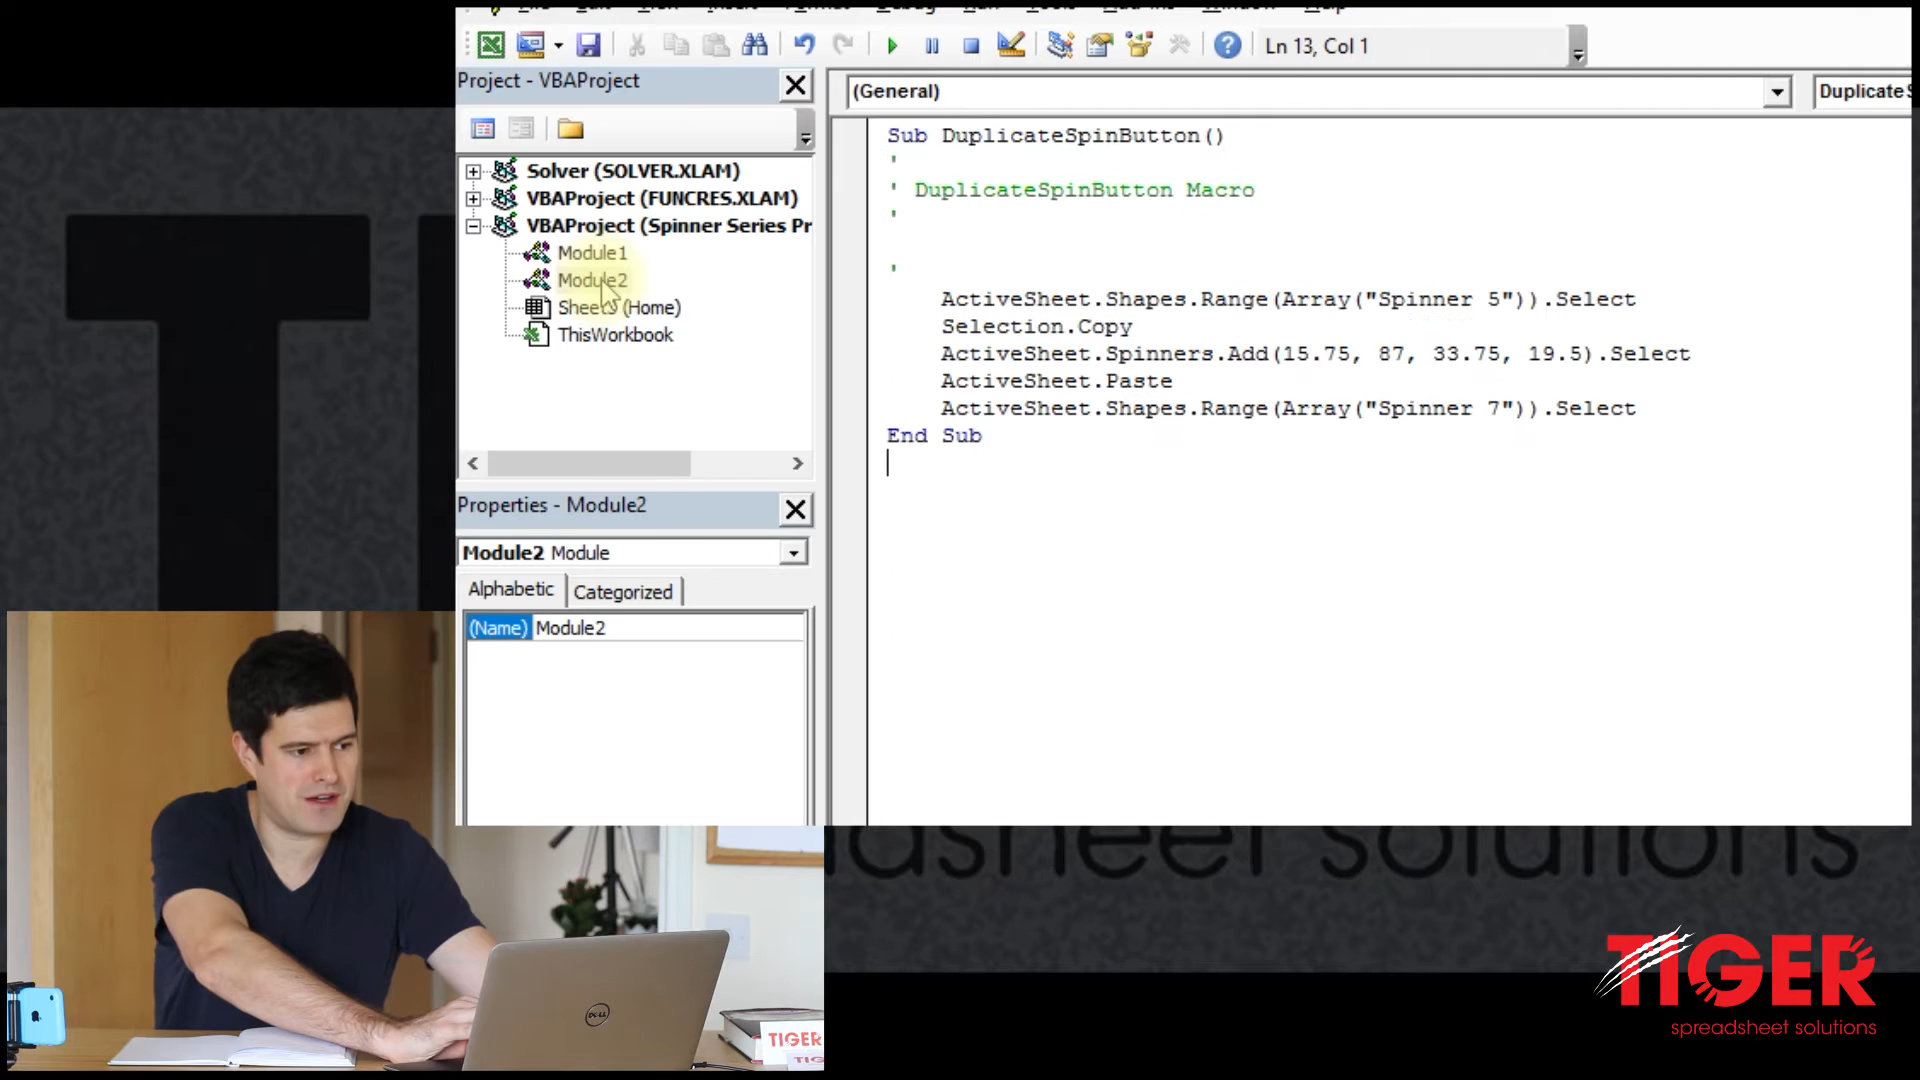 Ln 13, Col 1
Project - VBAProject
(General)
Solver (SOLVER.XLAM)
VBAProject (FUNCRES.XLAM)
VBAProject (Spinner Series Pr
Module1
Module2
(Home)
ThisWorkbook
Sub DuplicateSpinButton()
'
' DuplicateSpinButton Macro
'
'
ActiveSheet.Shapes.Range(Array("Spinner 5")).Select
Selection.Copy
ActiveSheet.Spinners.Add(15.75, 87, 33.75, 19.5).Select
ActiveSheet.Paste
ActiveSheet.Shapes.Range(Array("Spinner 7")).Select
End Sub
Properties - Module2
Module2 Module
Alphabetic
Categorized
(Name) Module2
DELL
TIGER
TIGER
spreadsheet solutions